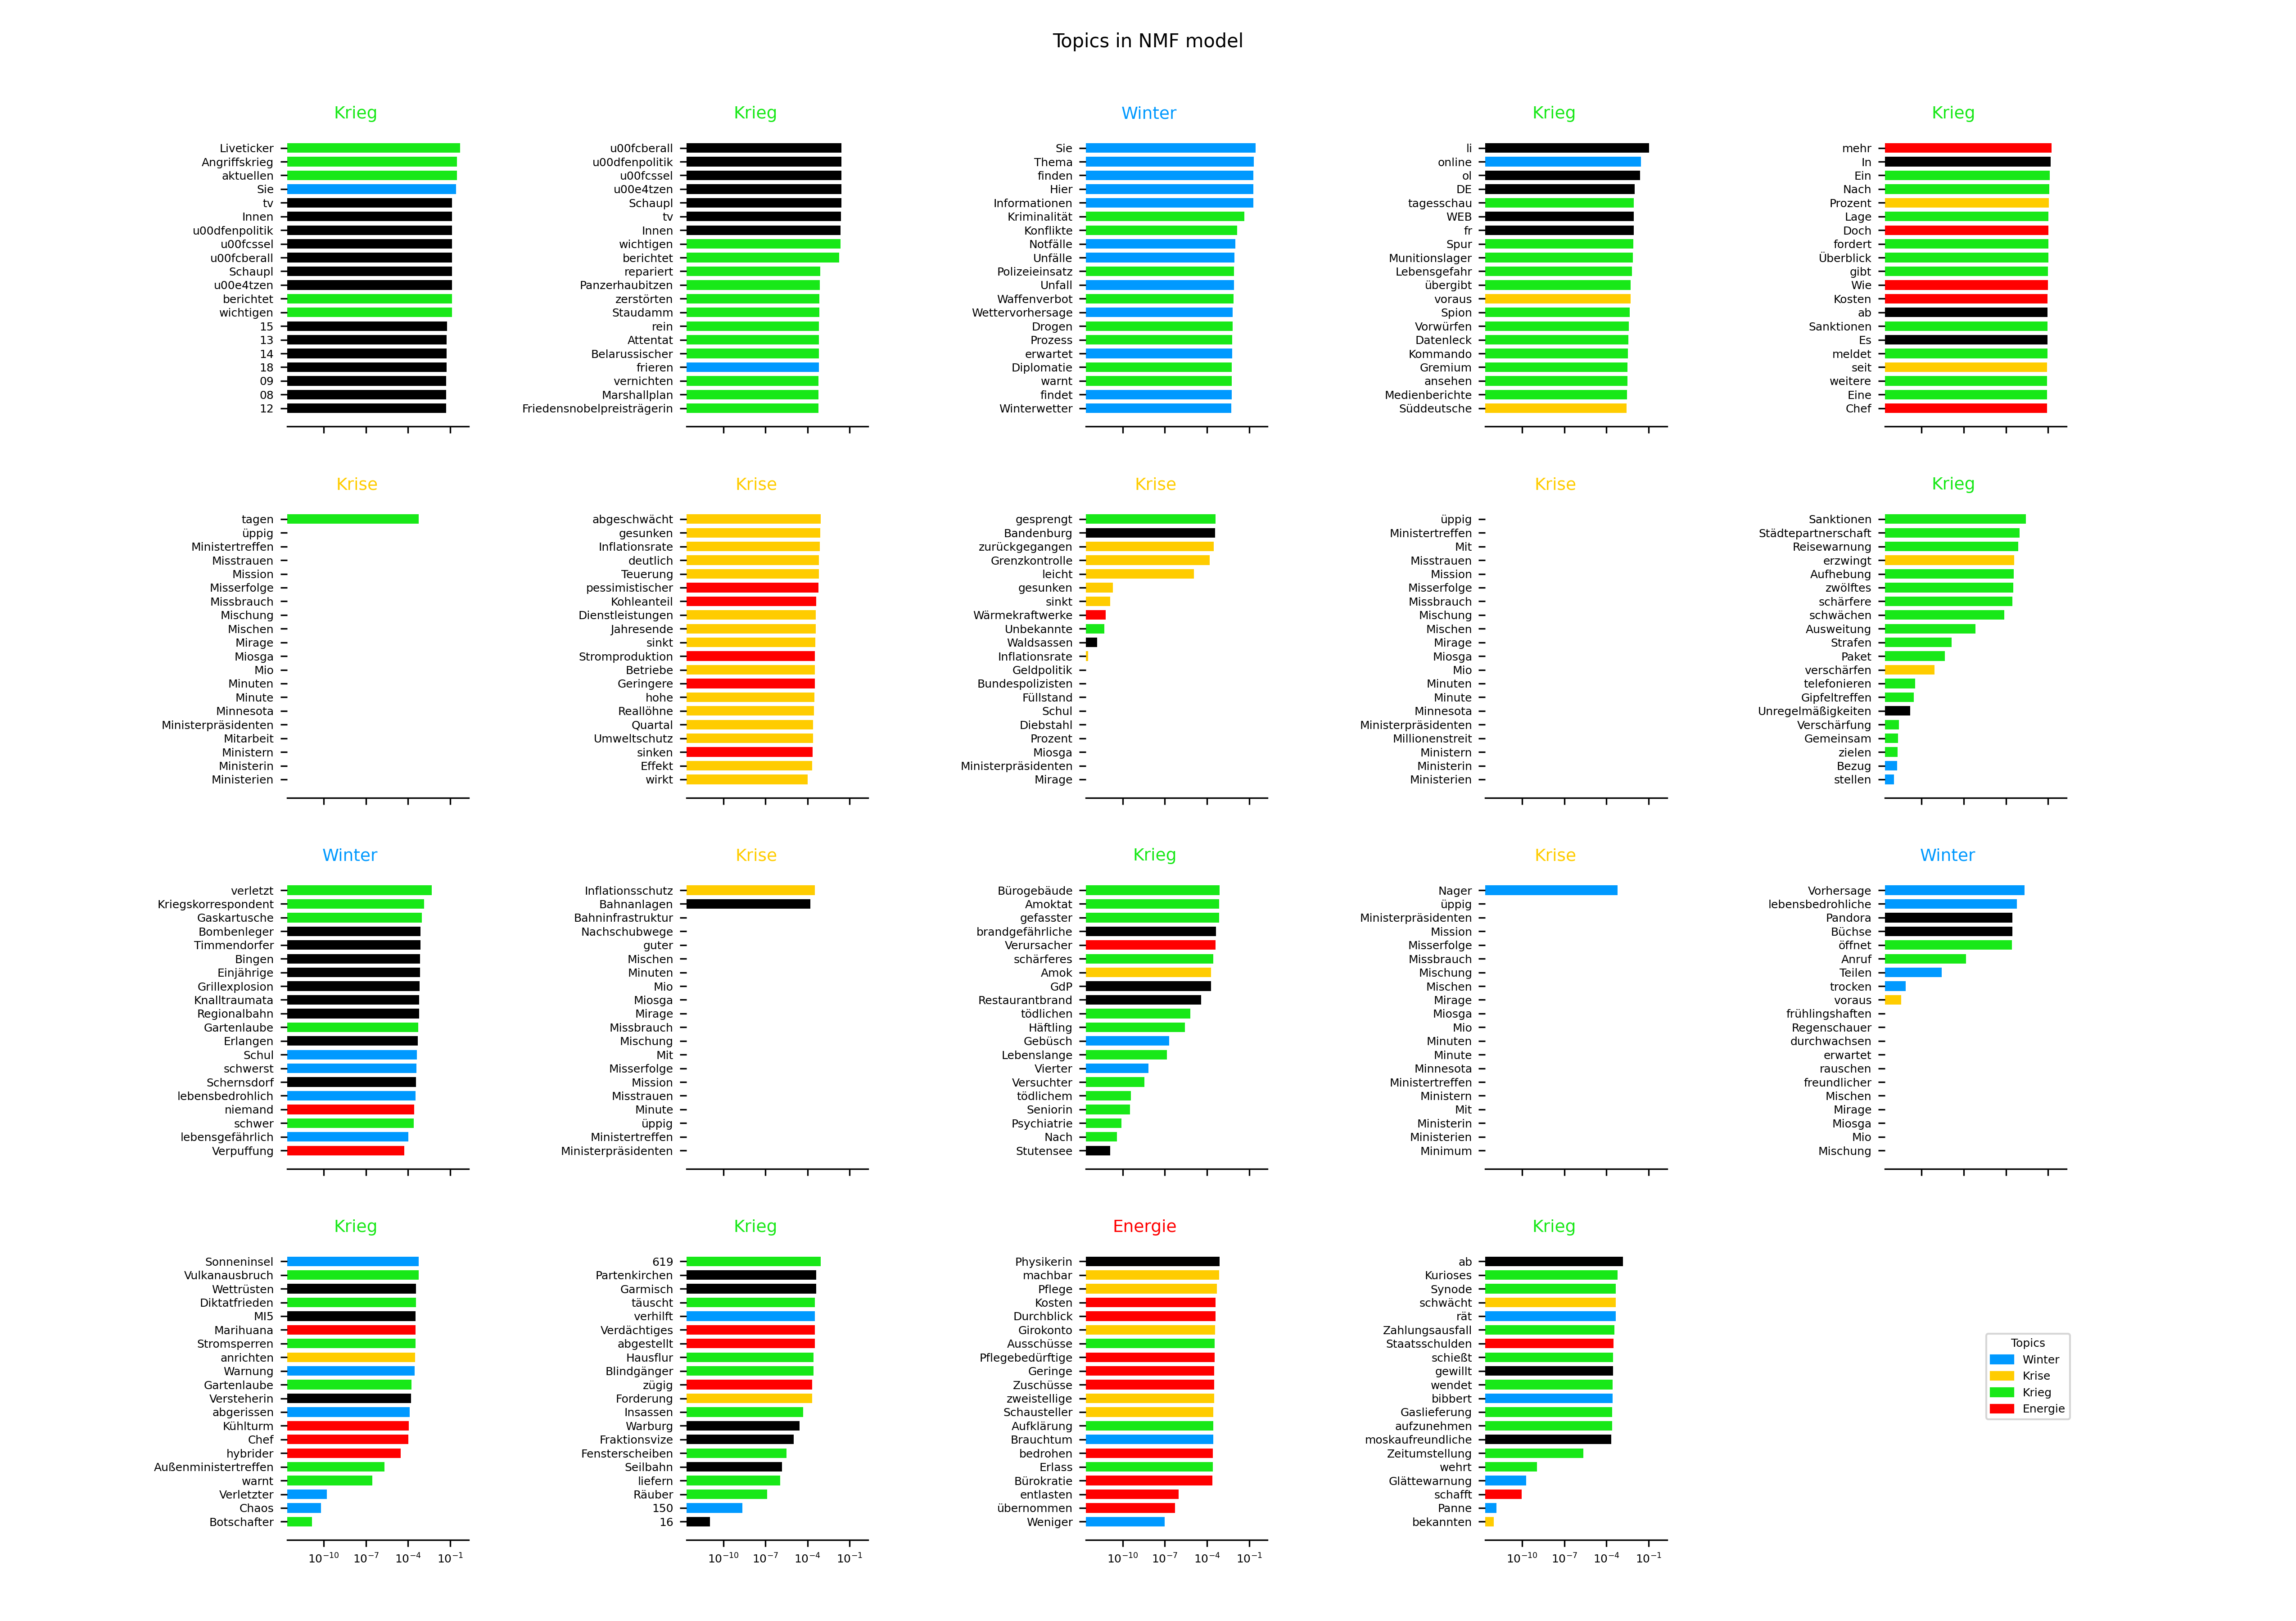 Topics in NMF model
Krieg
Liveticker
Angriffskrieg
aktuellen
Sie
tv
Innen
u00dfenpolitik
u00fcssel
u00fcberall
Schaupl
u00e4tzen
berichtet
wichtigen
15
13
14
18
09
08
12
Krieg
u00fcberall
u00dfenpolitik
u00fcssel
u00e4tzen
Schaupl
tv
Innen
wichtigen
berichtet
repariert
Panzerhaubitzen
zerstörten
Staudamm
rein
Attentat
Belarussischer
frieren
vernichten
Marshallplan
Friedensnobelpreisträgerin
Winter
Sie
Thema
finden
Hier
Informationen
Kriminalität
Konflikte
Notfälle
Unfälle
Polizeieinsatz
Unfall
Waffenverbot
Wettervorhersage
Drogen
Prozess
erwartet
Diplomatie
warnt
findet
Winterwetter
Krieg
li
online
ol
DE
tagesschau
WEB
fr
Spur
Munitionslager
Lebensgefahr
übergibt
voraus
Spion
Vorwürfen
Datenleck
Kommando
Gremium
ansehen
Medienberichte
Süddeutsche
Krieg
mehr
In
Ein
Nach
Prozent
Lage
Doch
fordert
Überblick
gibt
Wie
Kosten
ab
Sanktionen
Es
meldet
seit
weitere
Eine
Chef
Krise
tagen
üppig
Ministertreffen
Misstrauen
Mission
Misserfolge
Missbrauch
Mischung
Mischen
Mirage
Miosga
Mio
Minuten
Minute
Minnesota
Ministerpräsidenten
Mitarbeit
Ministern
Ministerin
Ministerien
Krise
abgeschwächt
gesunken
Inflationsrate
deutlich
Teuerung
pessimistischer
Kohleanteil
Dienstleistungen
Jahresende
sinkt
Stromproduktion
Betriebe
Geringere
hohe
Reallöhne
Quartal
Umweltschutz
sinken
Effekt
wirkt
Krise
gesprengt
Bandenburg
zurückgegangen
Grenzkontrolle
leicht
gesunken
sinkt
Wärmekraftwerke
Unbekannte
Waldsassen
Inflationsrate
Geldpolitik
Bundespolizisten
Füllstand
Schul
Diebstahl
Prozent
Miosga
Ministerpräsidenten
Mirage
Krise
üppig
Ministertreffen
Mit
Misstrauen
Mission
Misserfolge
Missbrauch
Mischung
Mischen
Mirage
Miosga
Mio
Minuten
Minute
Minnesota
Ministerpräsidenten
Millionenstreit
Ministern
Ministerin
Ministerien
Krieg
Sanktionen
Städtepartnerschaft
Reisewarnung
erzwingt
Aufhebung
zwölftes
schärfere
schwächen
Ausweitung
Strafen
Paket
verschärfen
telefonieren
Gipfeltreffen
Unregelmäßigkeiten
Verschärfung
Gemeinsam
zielen
Bezug
stellen
Winter
verletzt
Kriegskorrespondent
Gaskartusche
Bombenleger
Timmendorfer
Bingen
Einjährige
Grillexplosion
Knalltraumata
Regionalbahn
Gartenlaube
Erlangen
Schul
schwerst
Schernsdorf
lebensbedrohlich
niemand
schwer
lebensgefährlich
Verpuffung
Krise
Inflationsschutz
Bahnanlagen
Bahninfrastruktur
Nachschubwege
guter
Mischen
Minuten
Mio
Miosga
Mirage
Missbrauch
Mischung
Mit
Misserfolge
Mission
Misstrauen
Minute
üppig
Ministertreffen
Ministerpräsidenten
Krieg
Bürogebäude
Amoktat
gefasster
brandgefährliche
Verursacher
schärferes
Amok
GdP
Restaurantbrand
tödlichen
Häftling
Gebüsch
Lebenslange
Vierter
Versuchter
tödlichem
Seniorin
Psychiatrie
Nach
Stutensee
Krise
Nager
üppig
Ministerpräsidenten
Mission
Misserfolge
Missbrauch
Mischung
Mischen
Mirage
Miosga
Mio
Minuten
Minute
Minnesota
Ministertreffen
Ministern
Mit
Ministerin
Ministerien
Minimum
Winter
Vorhersage
lebensbedrohliche
Pandora
Büchse
öffnet
Anruf
Teilen
trocken
voraus
frühlingshaften
Regenschauer
durchwachsen
erwartet
rauschen
freundlicher
Mischen
Mirage
Miosga
Mio
Mischung
Krieg
Sonneninsel
Vulkanausbruch
Wettrüsten
Diktatfrieden
MI5
Marihuana
Stromsperren
anrichten
Warnung
Gartenlaube
Versteherin
abgerissen
Kühlturm
Chef
hybrider
Außenministertreffen
warnt
Verletzter
Chaos
Botschafter
10⁻¹⁰ 10⁻⁷ 10⁻⁴ 10⁻¹
Krieg
619
Partenkirchen
Garmisch
täuscht
verhilft
Verdächtiges
abgestellt
Hausflur
Blindgänger
zügig
Forderung
Insassen
Warburg
Fraktionsvize
Fensterscheiben
Seilbahn
liefern
Räuber
150
16
10⁻¹⁰ 10⁻⁷ 10⁻⁴ 10⁻¹
Energie
Physikerin
machbar
Pflege
Kosten
Durchblick
Girokonto
Ausschüsse
Pflegebedürftige
Geringe
Zuschüsse
zweistellige
Schausteller
Aufklärung
Brauchtum
bedrohen
Erlass
Bürokratie
entlasten
übernommen
Weniger
10⁻¹⁰ 10⁻⁷ 10⁻⁴ 10⁻¹
Krieg
ab
Kurioses
Synode
schwächt
rät
Zahlungsausfall
Staatsschulden
schießt
gewillt
wendet
bibbert
Gaslieferung
aufzunehmen
moskaufreundliche
Zeitumstellung
wehrt
Glättewarnung
schafft
Panne
bekannten
10⁻¹⁰ 10⁻⁷ 10⁻⁴ 10⁻¹
Topics
Winter
Krise
Krieg
Energie